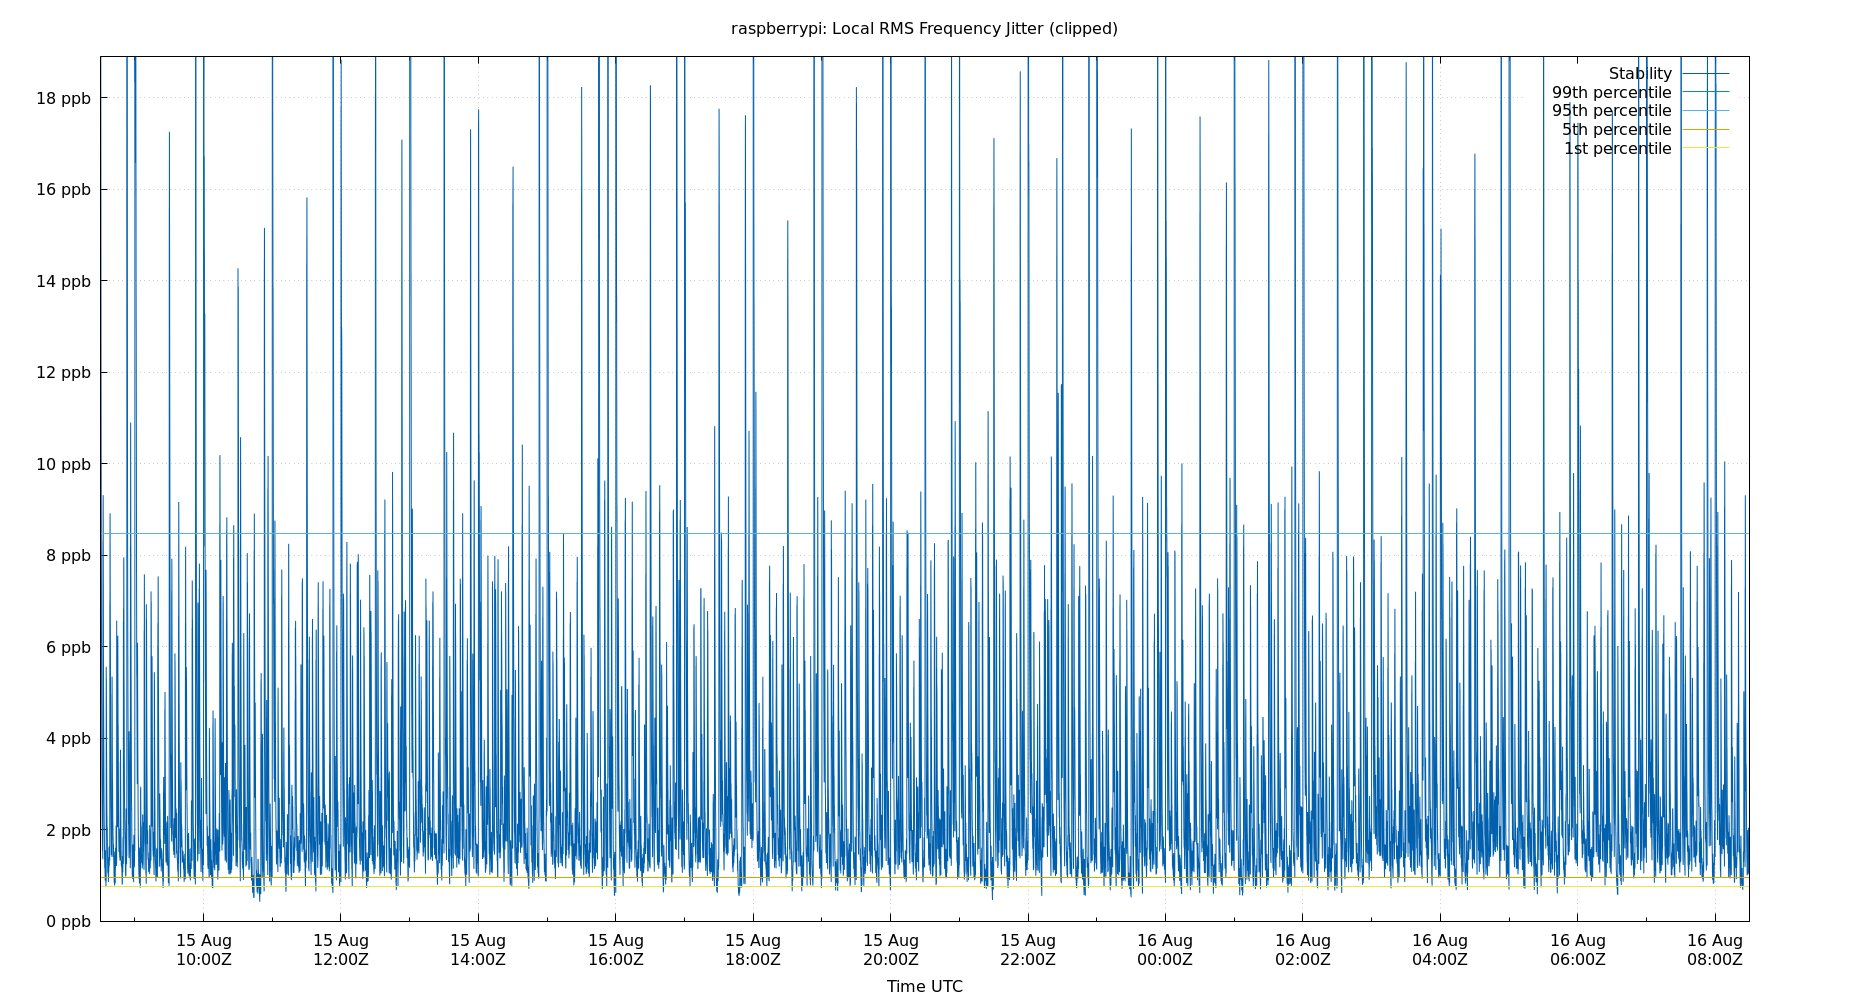 raspberrypi: Local RMS Frequency Jitter (clipped)
Stability
99th percentile
95th percentile
5th percentile
1st percentile
18 ppb
16 ppb
14 ppb
12 ppb
10 ppb
8 ppb
6 ppb
4 ppb
2 ppb
0 ppb
15 Aug 15 Aug 15 Aug 15 Aug 15 Aug 15 Aug 15 Aug 16 Aug 16 Aug 16 Aug 16 Aug 16 Aug
10:00Z 12:00Z 14:00Z 16:00Z 18:00Z 20:00Z 22:00Z 00:00Z 02:00Z 04:00Z 06:00Z 08:00Z
Time UTC